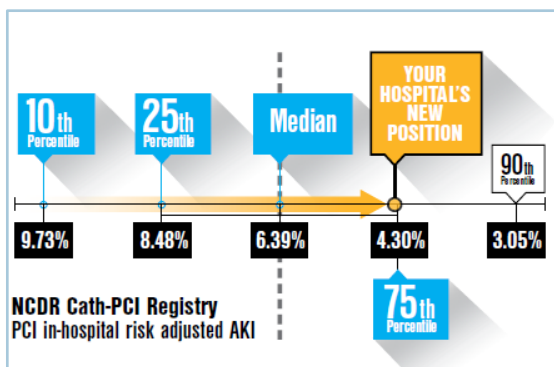 YOUR
HOSPITAL'S
NEW
POSITION
10th
Percentile
25th
Percentile
Median
90th
Percentile
9.73%
8.48%
6.39%
4.30%
3.05%
75th
Percentile
NCDR Cath-PCI Registry
PCI in-hospital risk adjusted AKI